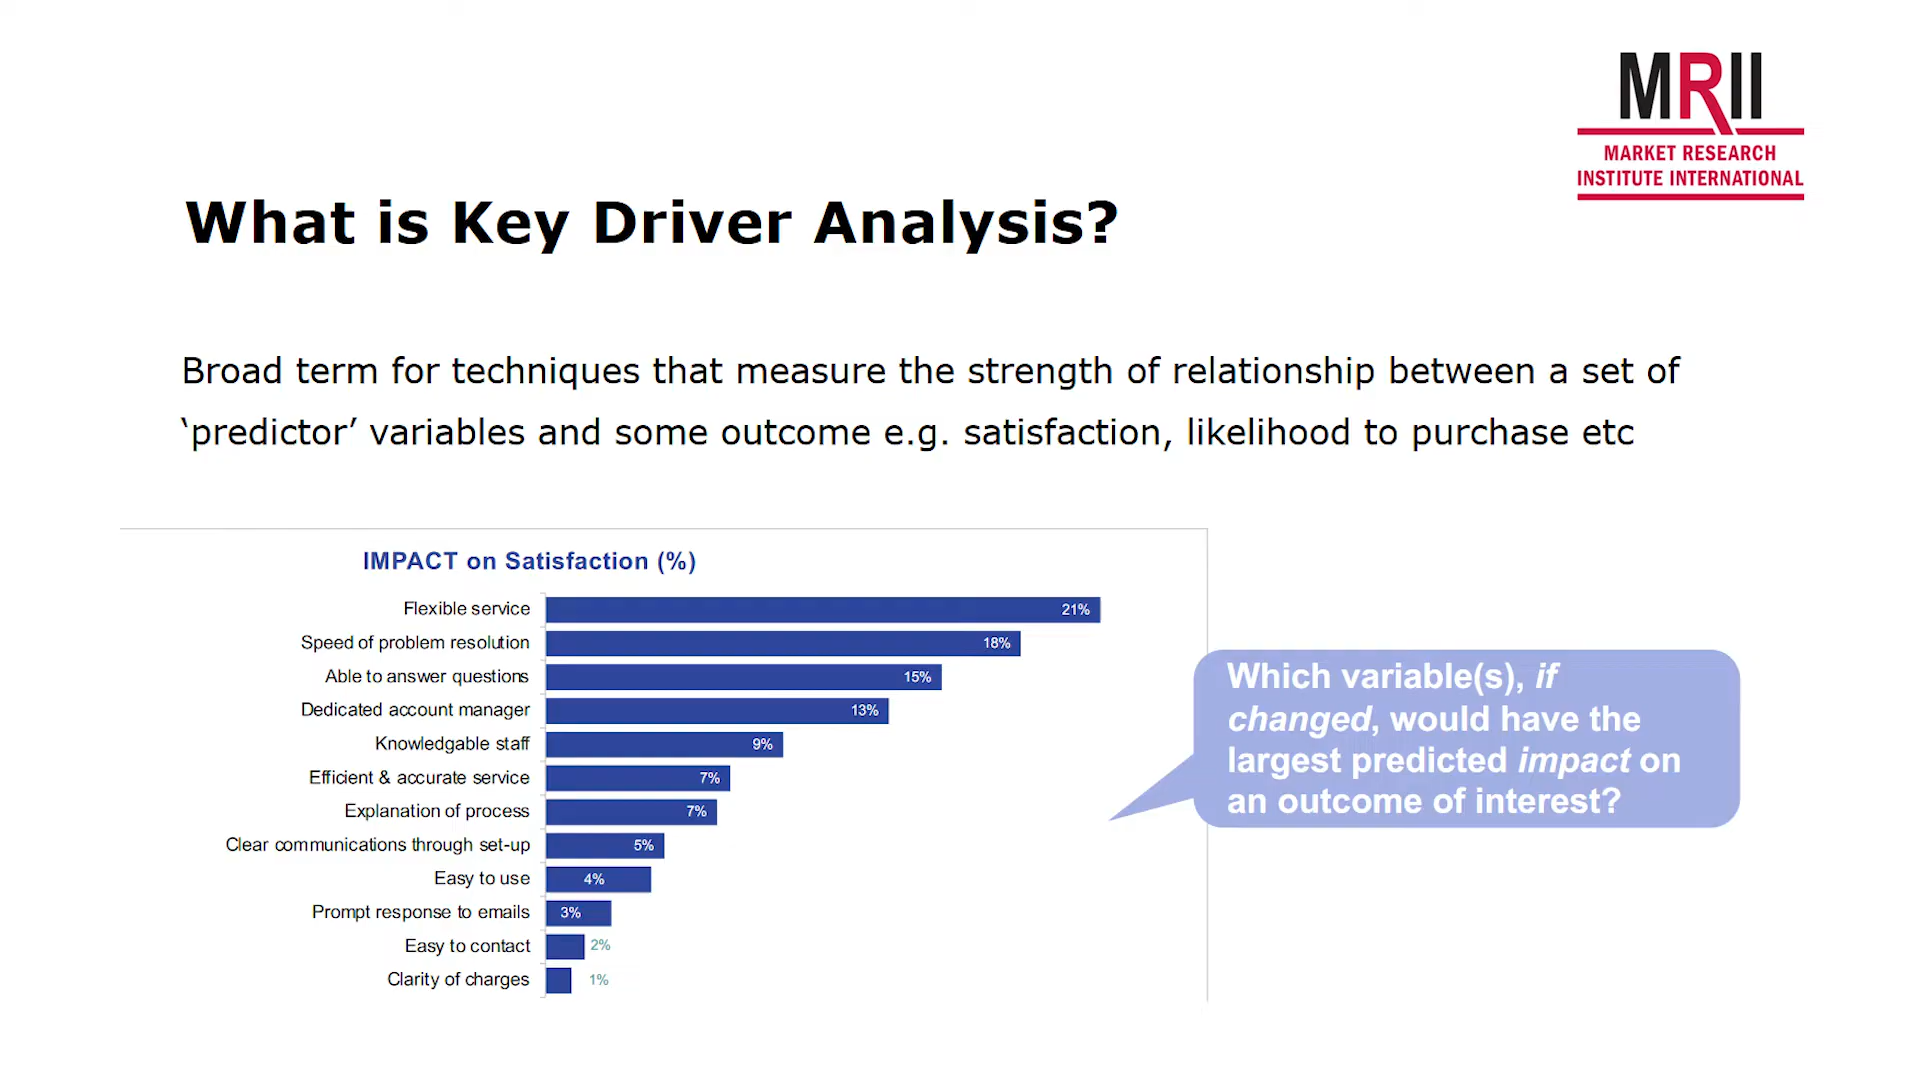 MRII
MARKET RESEARCH
INSTITUTE INTERNATIONAL
What is Key Driver Analysis?
Broad term for techniques that measure the strength of relationship between a set of
‘predictor’ variables and some outcome e.g. satisfaction, likelihood to purchase etc
IMPACT on Satisfaction (%)
Flexible service 21%
Speed of problem resolution 18%
Able to answer questions 15%
Dedicated account manager 13%
Knowledgable staff 9%
Efficient & accurate service 7%
Explanation of process 7%
Clear communications through set-up 5%
Easy to use 4%
Prompt response to emails 3%
Easy to contact 2%
Clarity of charges 1%
Which variable(s), if
changed, would have the
largest predicted impact on
an outcome of interest?